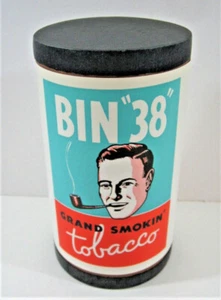 BIN "38"
GRAND SMOKIN
tobacco